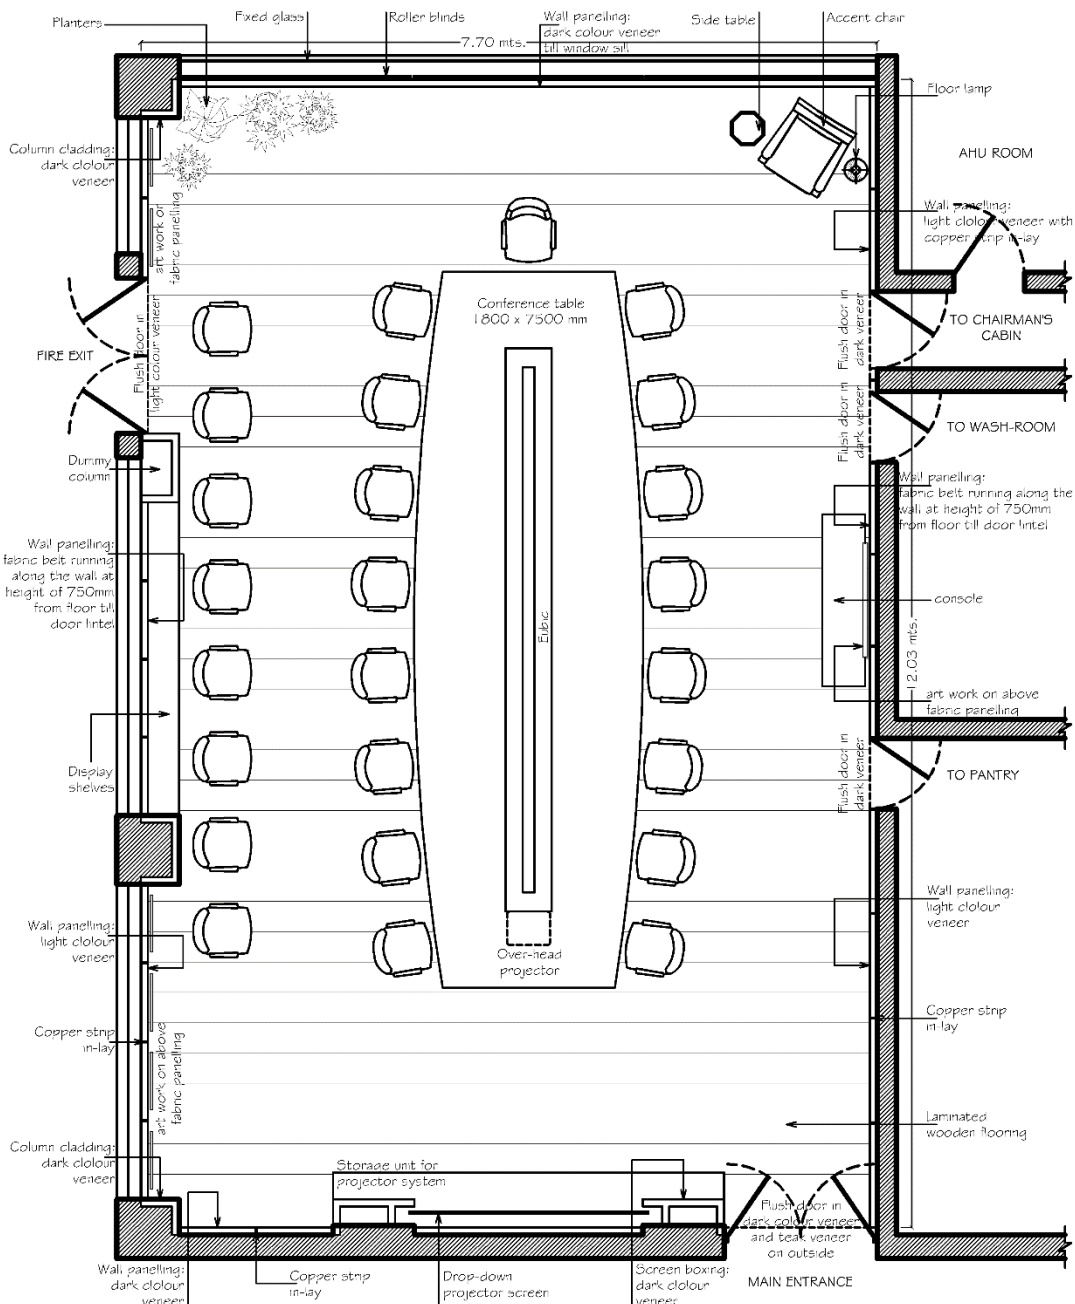 Planters
Fixed glass
Roller blinds
Wall panelling:
dark colour veneer
till window sill
Side table
Accent chair
7.70 mts.
Floor lamp
AHU ROOM
Column cladding:
dark clolour
veneer
art work on
fabric panelling
Wall panelling:
light clolour veneer with
copper strip in-lay
Conference table
1800 x 7500 mm
FIRE EXIT
Flush door in
light colour veneer
Flush door in
dark veneer
TO CHAIRMAN'S
CABIN
Flush door in
dark veneer
TO WASH-ROOM
Dummy
column
Wall panelling:
fabric belt running along the
wall at height of 750mm
from floor till door lintel
Wall panelling:
fabric belt running
along the wall at
height of 750mm
from floor till
door lintel
console
12.03 mts.
art work on above
fabric panelling
Display
shelves
Flush door in
dark veneer
TO PANTRY
Wall panelling:
light clolour
veneer
Wall panelling:
light clolour
veneer
Over-head
projector
Copper strip
in-lay
art work on above
fabric panelling
Copper strip
in-lay
Laminated
wooden flooring
Column cladding:
dark clolour
veneer
Storage unit for
projector system
Flush door in
dark colour veneer
and teak veneer
on outside
Wall panelling:
dark clolour
veneer
Copper strip
in-lay
Drop-down
projector screen
Screen boxing:
dark clolour
veneer
MAIN ENTRANCE